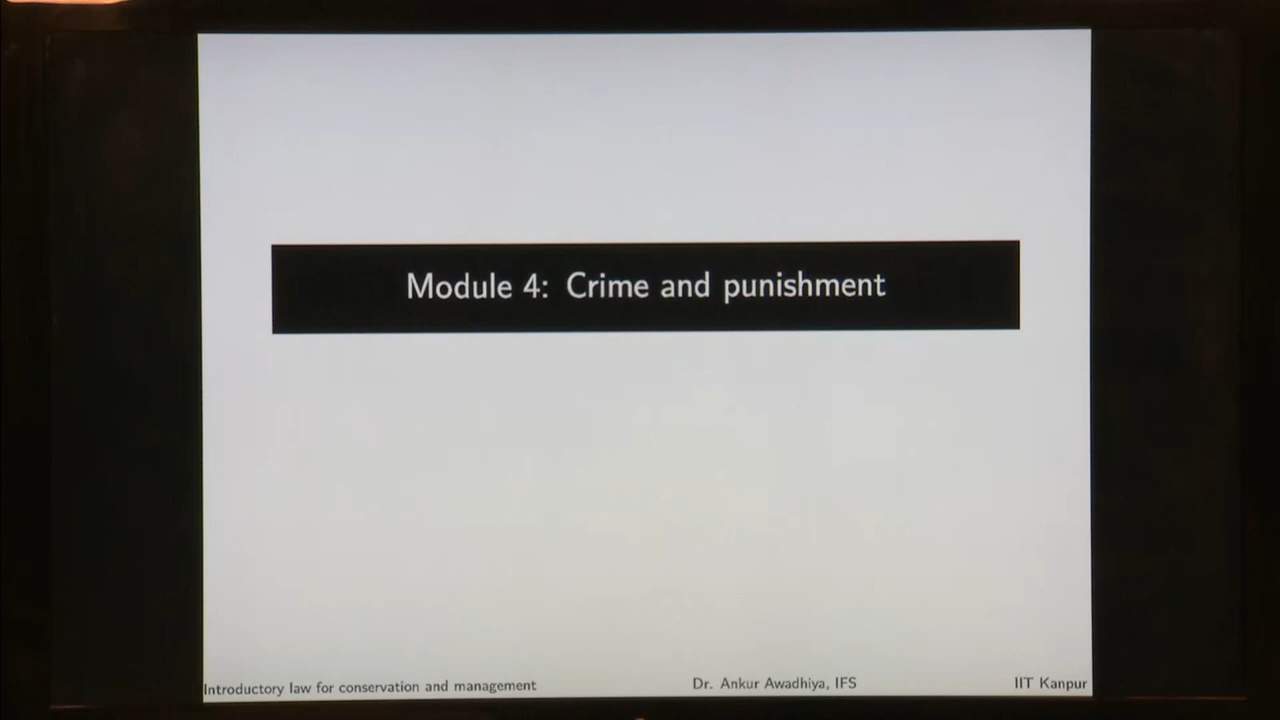 Module 4: Crime and punishment
Introductory law for conservation and management Dr. Ankur Awadhiya, IFS IIT Kanpur